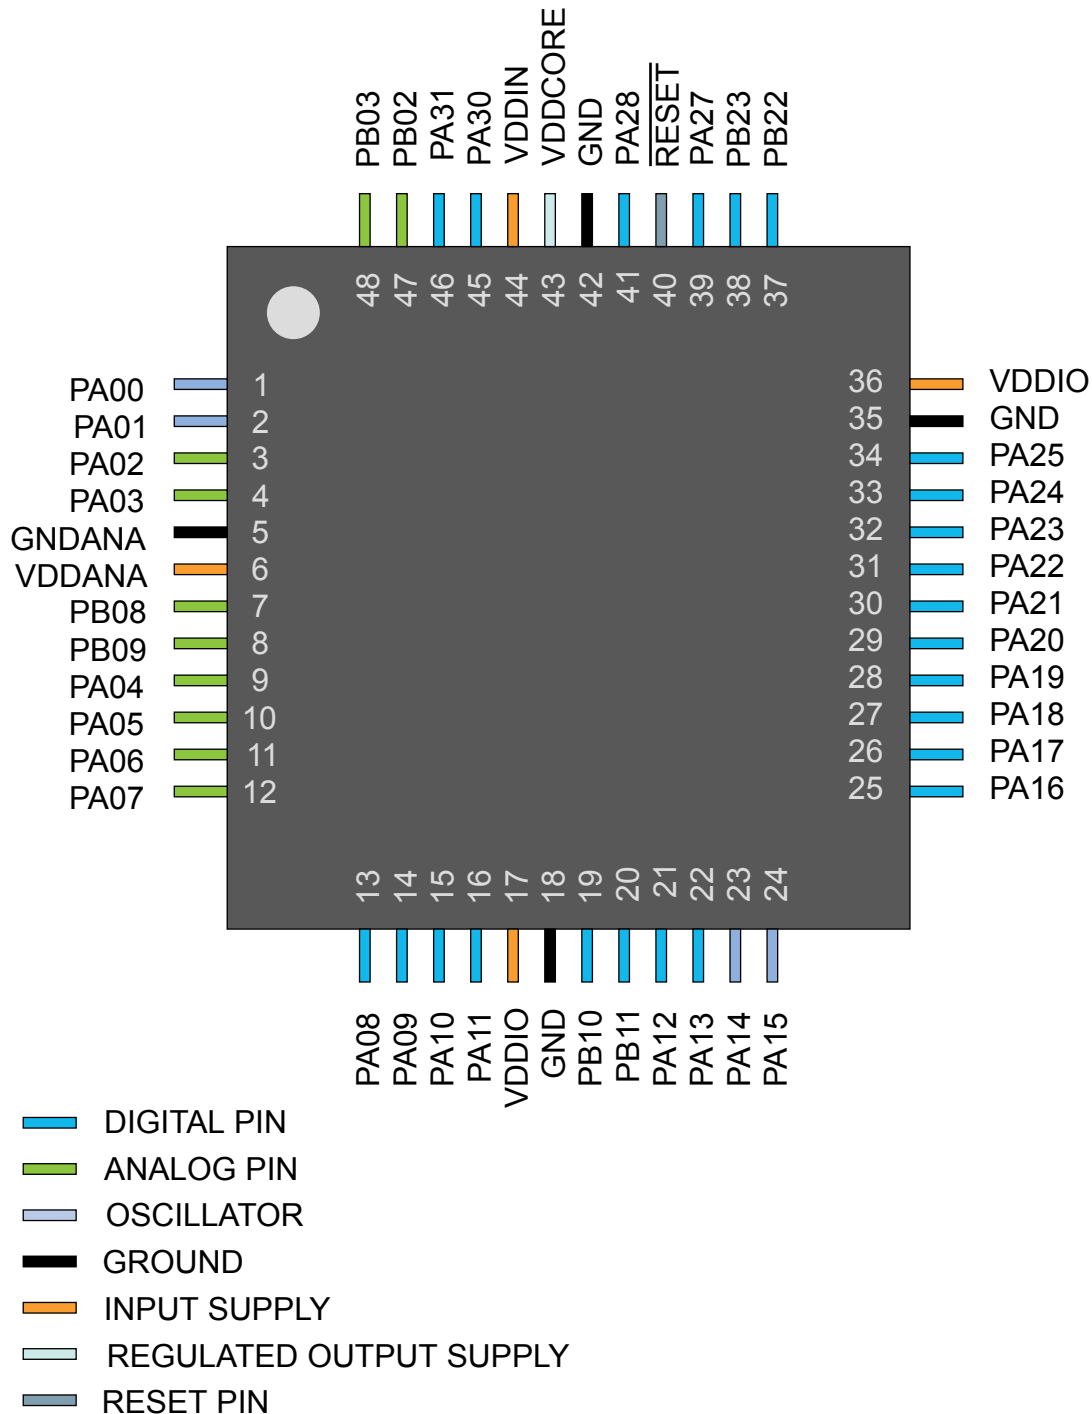 PB03
PB02
PA31
PA30
VDDIN
VDDCORE
GND
PA28
RESET
PA27
PB23
PB22
48
47
46
45
44
43
42
41
40
39
38
37
PA00 1
PA01 2
PA02 3
PA03 4
GNDANA 5
VDDANA 6
PB08 7
PB09 8
PA04 9
PA05 10
PA06 11
PA07 12
36 VDDIO
35 GND
34 PA25
33 PA24
32 PA23
31 PA22
30 PA21
29 PA20
28 PA19
27 PA18
26 PA17
25 PA16
13
14
15
16
17
18
19
20
21
22
23
24
PA08
PA09
PA10
PA11
VDDIO
GND
PB10
PB11
PA12
PA13
PA14
PA15
DIGITAL PIN
ANALOG PIN
OSCILLATOR
GROUND
INPUT SUPPLY
REGULATED OUTPUT SUPPLY
RESET PIN